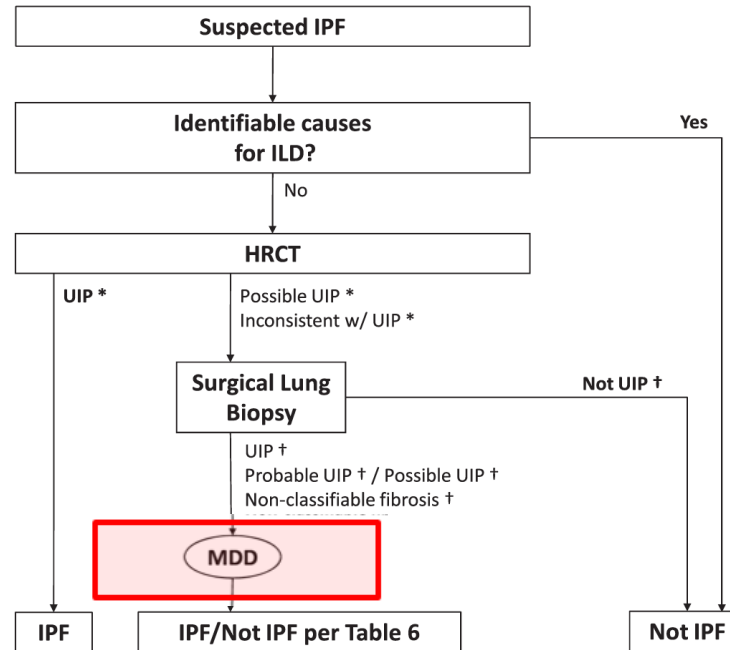 Suspected IPF
Identifiable causes
for ILD?
Yes
No
HRCT
UIP *
Possible UIP *
Inconsistent w/ UIP *
Surgical Lung
Biopsy
Not UIP †
UIP †
Probable UIP † / Possible UIP †
Non-classifiable fibrosis †
MDD
IPF
IPF/Not IPF per Table 6
Not IPF